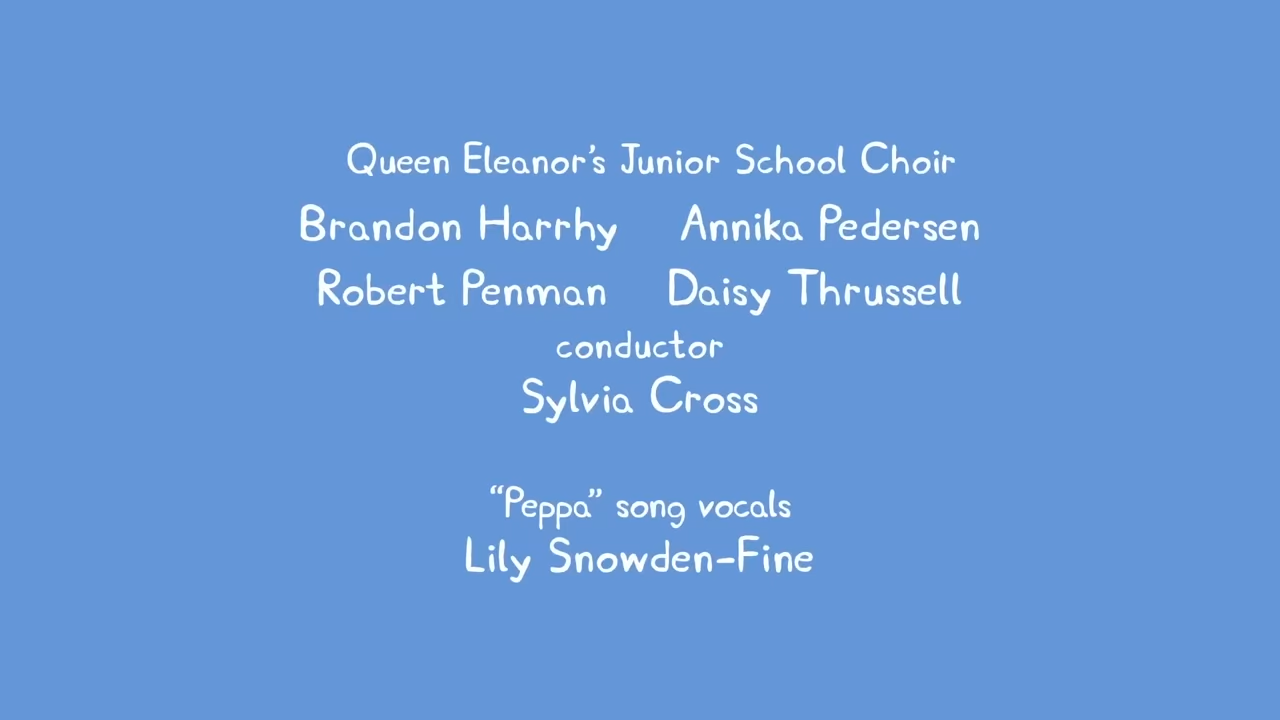 Queen Eleanor's Junior School Choir
Brandon Harrhy Annika Pedersen
Robert Penman Daisy Thrussell
conductor
Sylvia Cross
“Peppa” song vocals
Lily Snowden-Fine